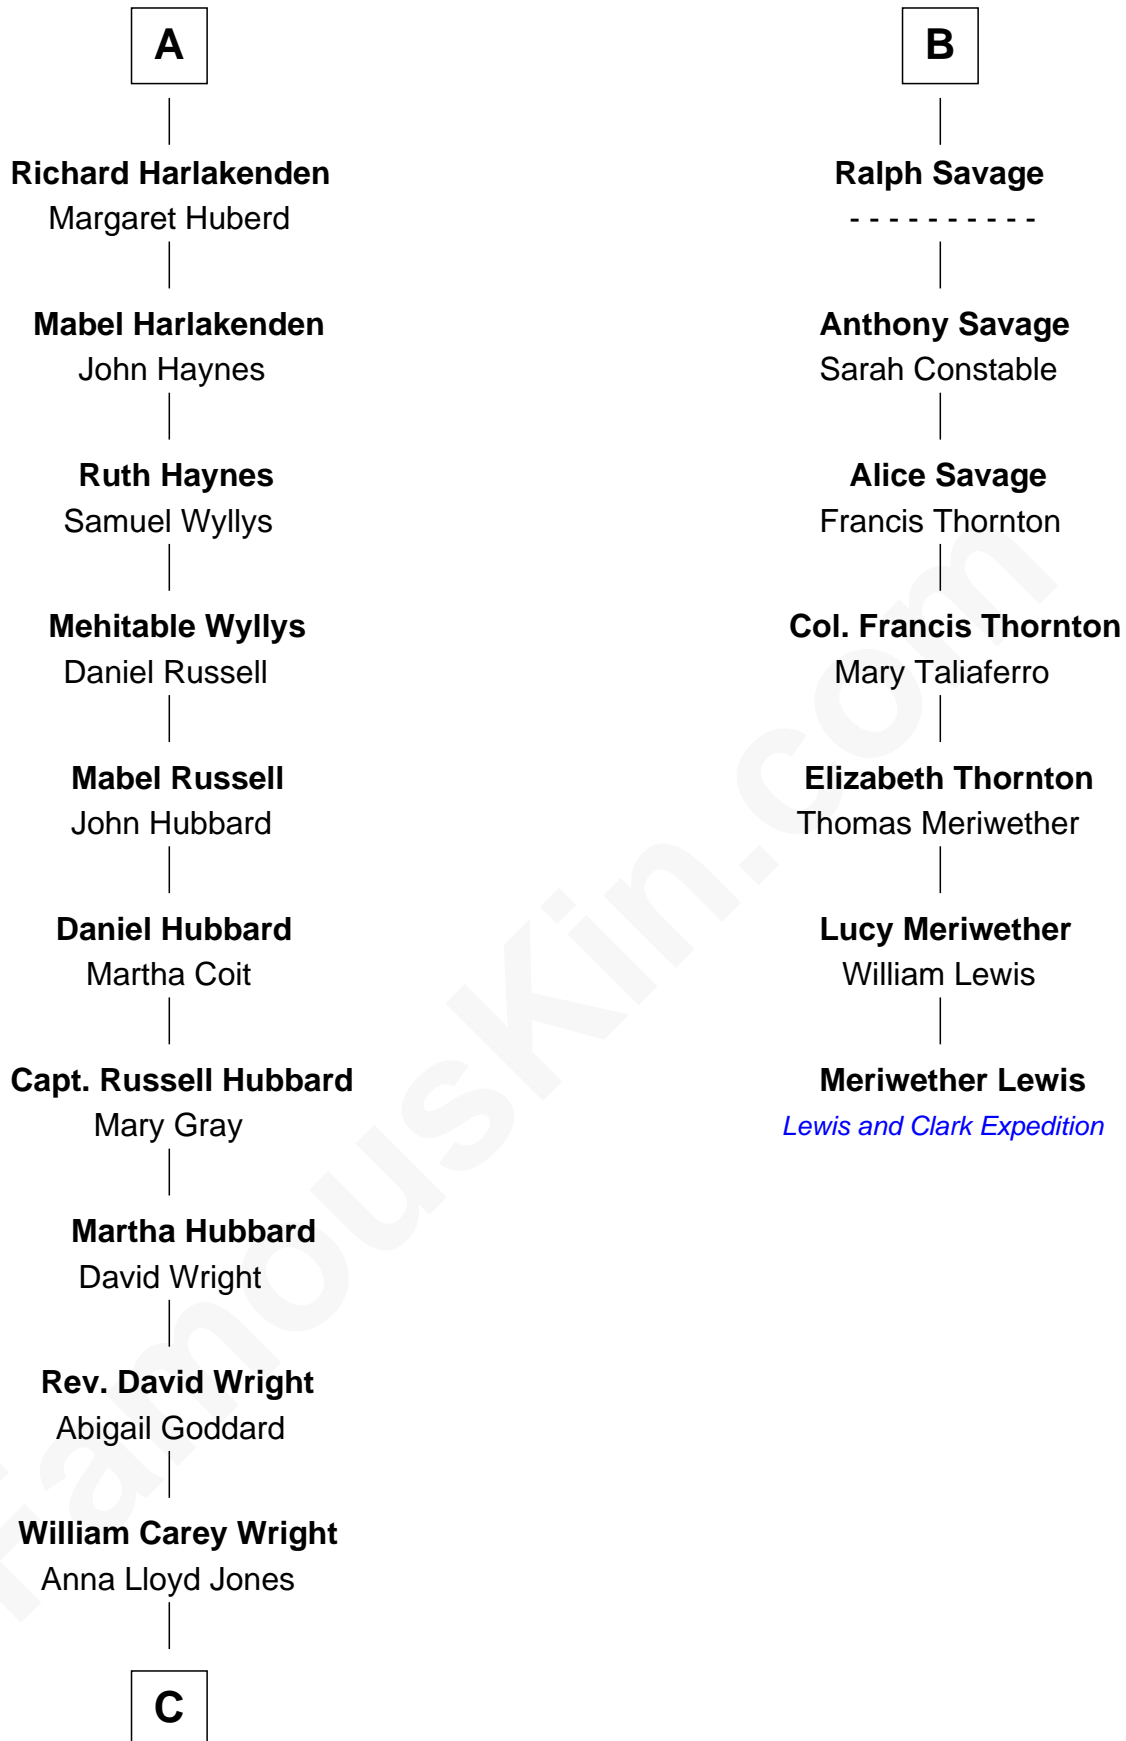 A
Richard Harlakenden
Margaret Huberd
Mabel Harlakenden
John Haynes
Ruth Haynes
Samuel Wyllys
Mehitable Wyllys
Daniel Russell
Mabel Russell
John Hubbard
Daniel Hubbard
Martha Coit
Capt. Russell Hubbard
Mary Gray
Martha Hubbard
David Wright
Rev. David Wright
Abigail Goddard
William Carey Wright
Anna Lloyd Jones
C
B
Ralph Savage
- - - - - - - - - -
Anthony Savage
Sarah Constable
Alice Savage
Francis Thornton
Col. Francis Thornton
Mary Taliaferro
Elizabeth Thornton
Thomas Meriwether
Lucy Meriwether
William Lewis
Meriwether Lewis
Lewis and Clark Expedition
FamousKin.com